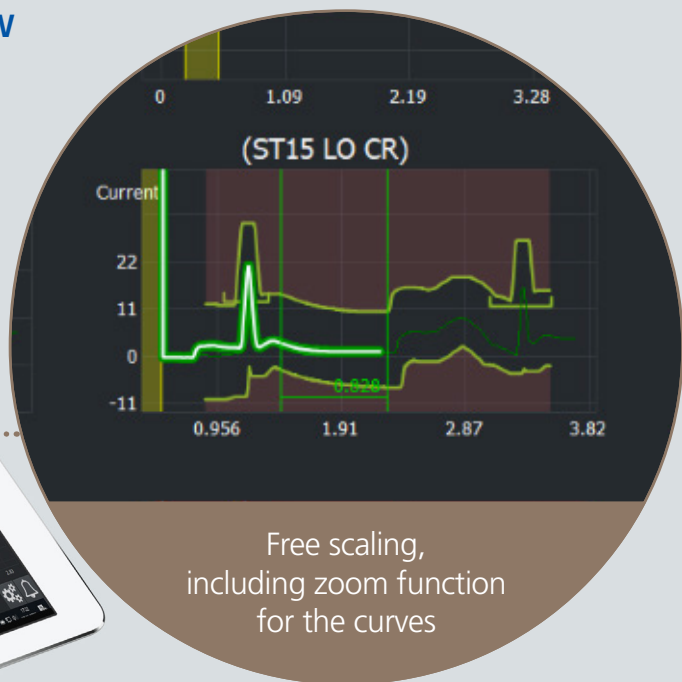 W
0 1.09 2.19 3.28
(ST15 LO CR)
Current
22
11
0
-11
0.828
0.956 1.91 2.87 3.82
Free scaling,
including zoom function
for the curves